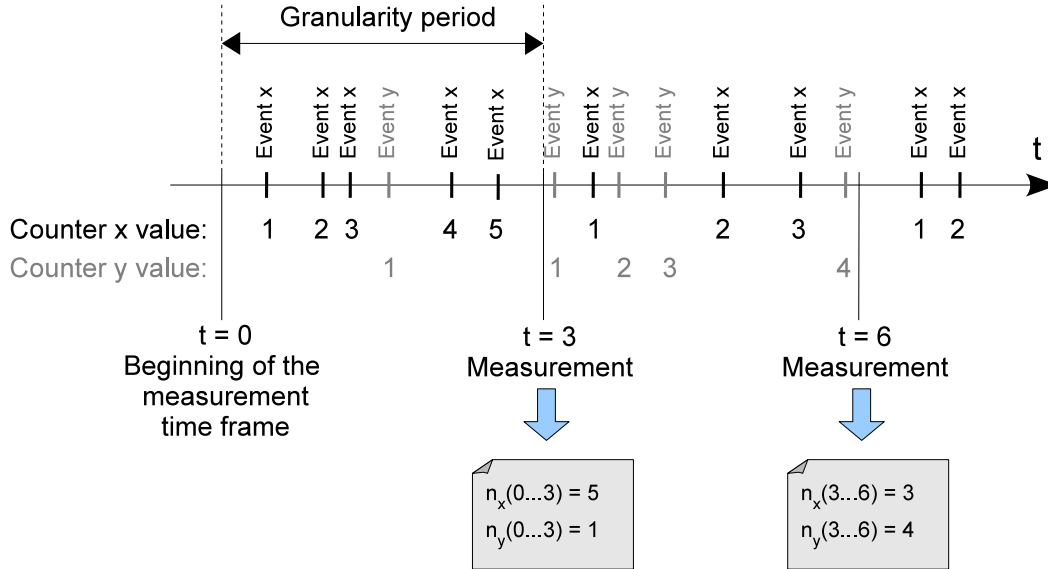 Granularity period
Event x Event x Event x Event y Event x Event x Event y Event x Event y Event y Event x Event x Event y Event x Event x
t
Counter x value: 1 2 3 4 5 1 2 3 1 2
Counter y value: 1 1 2 3 4
t = 0
Beginning of the
measurement
time frame
t = 3
Measurement
t = 6
Measurement
nx(0...3) = 5
ny(0...3) = 1
nx(3...6) = 3
ny(3...6) = 4